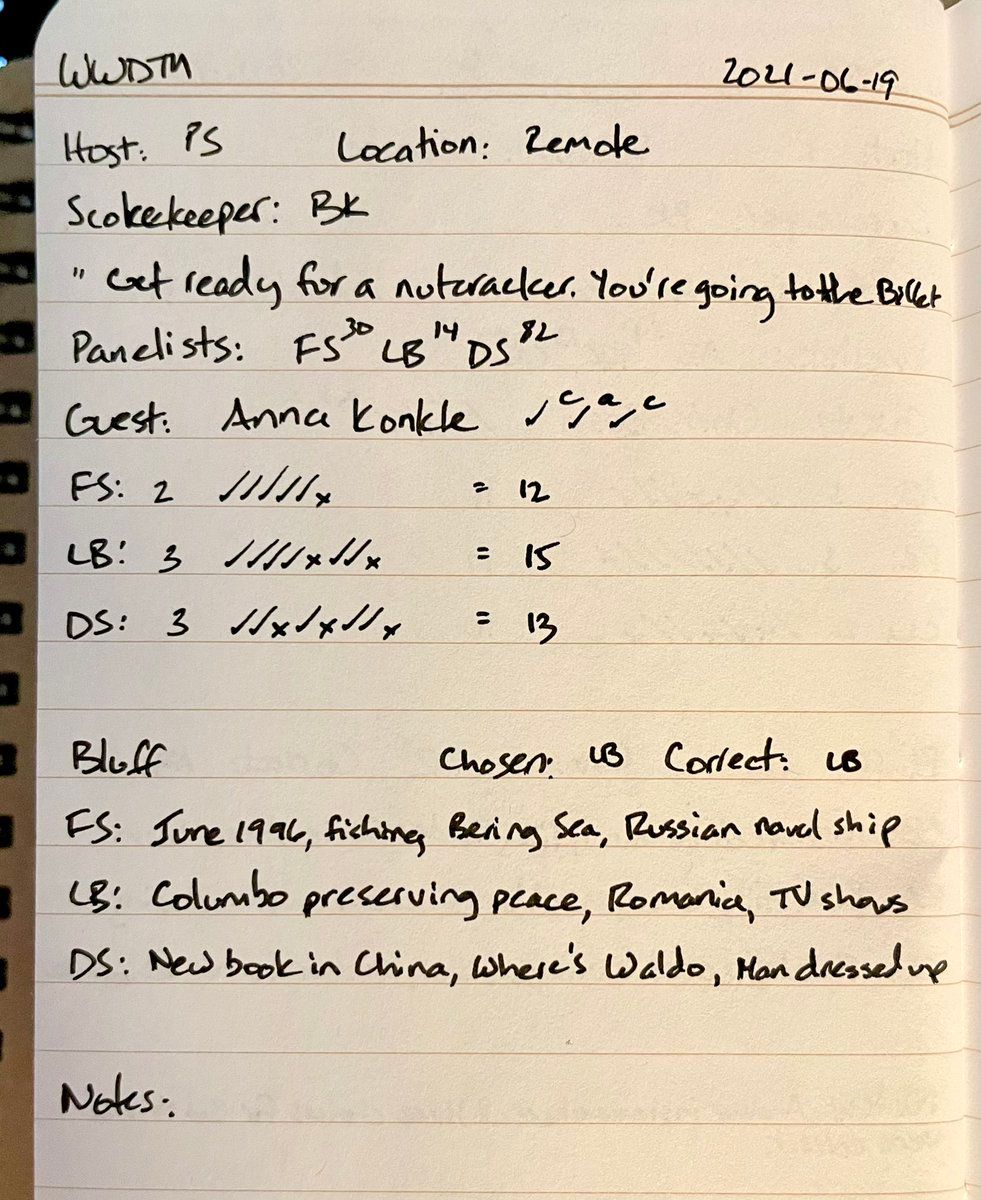 WWDTM 2021-06-19
Host: PS Location: Remote
Scokekeeper: BK
" Get ready for a nutcracker. You're going to the Billet
Panelists: FS 30 LB 14 DS 82
Guest: Anna Konkle ✓ c, a, c
FS: 2 ✓✓✓✓✓x = 12
LB: 3 ✓✓✓✓x✓✓x = 15
DS: 3 ✓✓x✓x✓✓x = 13
Bluff Chosen: LB Correct: LB
FS: June 1996, fishing, Bering Sea, Russian naval ship
LB: Columbo preserving peace, Romania, TV shows
DS: New book in China, Where's Waldo, Man dressed up
Notes: